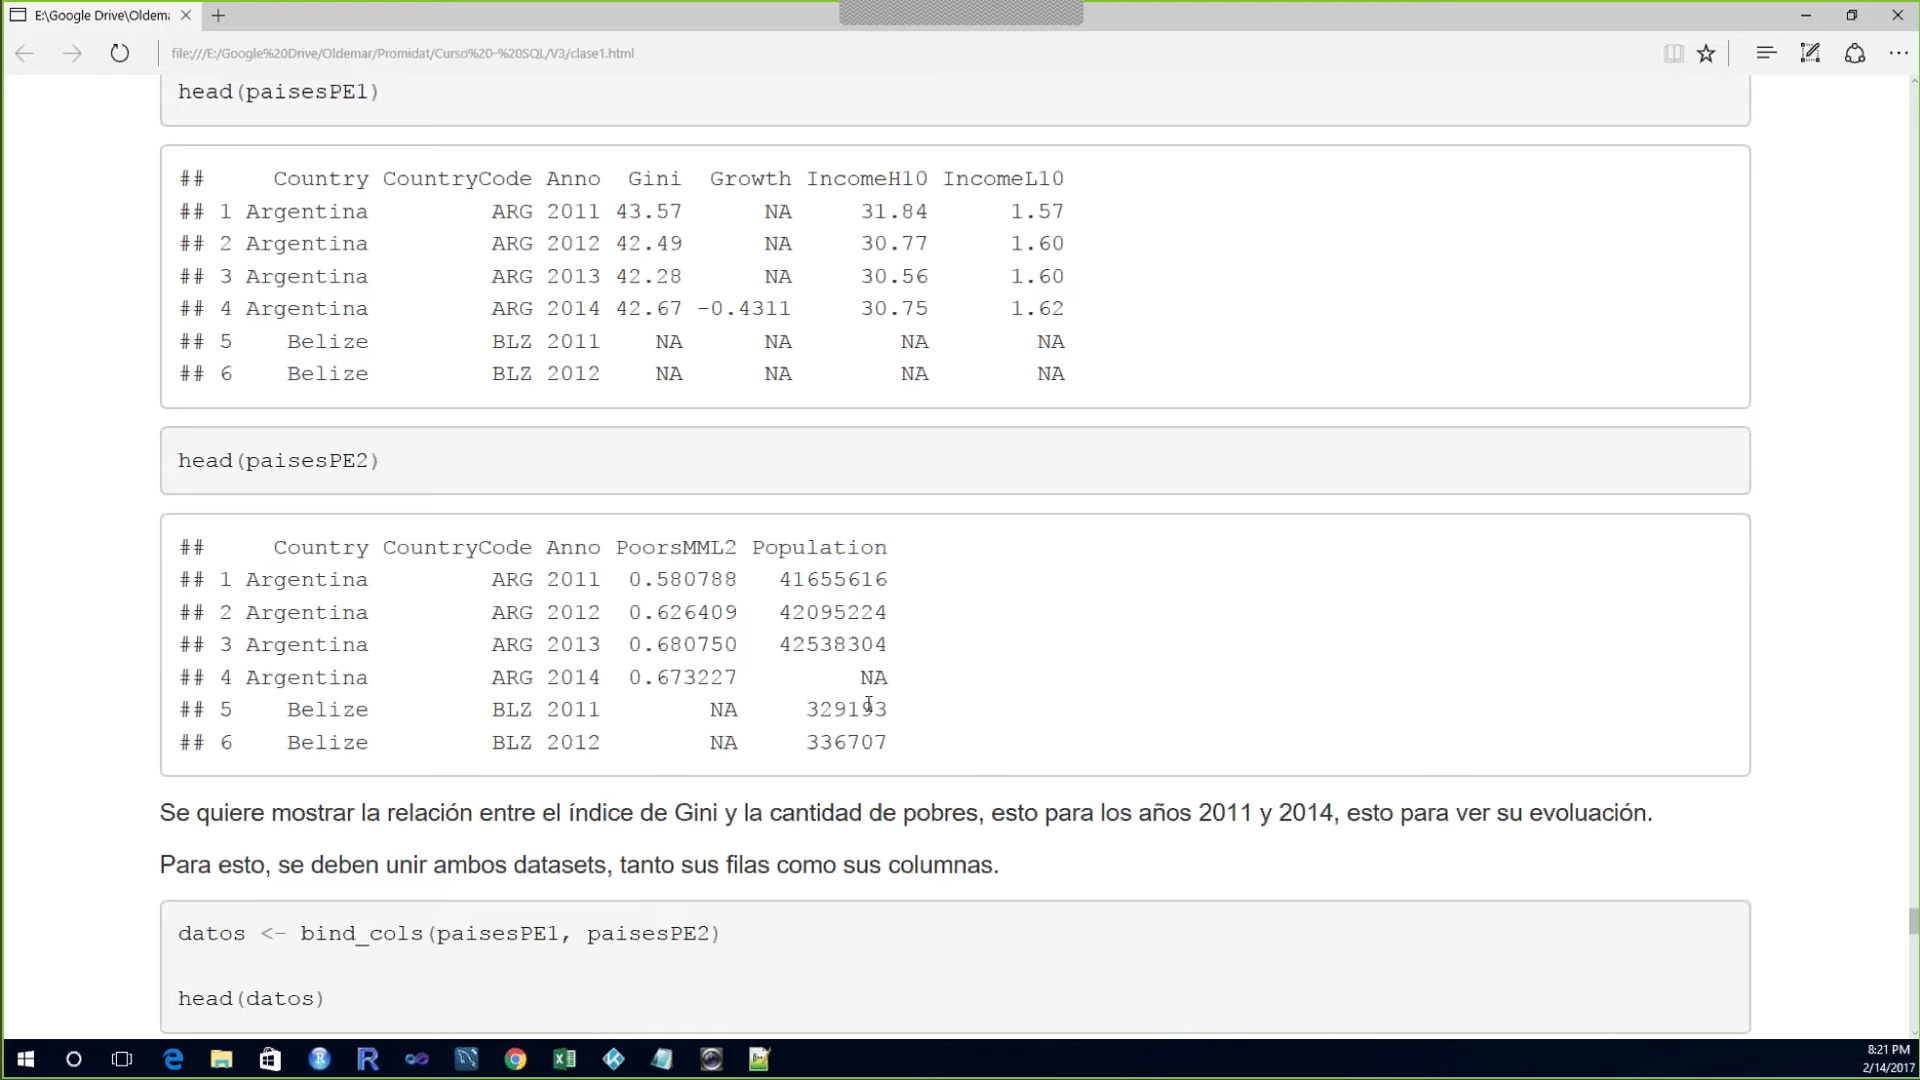 E:\Google Drive\Oldema
file:///E:/Google%20Drive/Oldemar/Promidat/Curso%20-%20SQL/V3/clase1.html
head(paisesPE1)
##     Country CountryCode Anno  Gini  Growth IncomeH10 IncomeL10
## 1 Argentina         ARG 2011 43.57      NA     31.84      1.57
## 2 Argentina         ARG 2012 42.49      NA     30.77      1.60
## 3 Argentina         ARG 2013 42.28      NA     30.56      1.60
## 4 Argentina         ARG 2014 42.67 -0.4311     30.75      1.62
## 5    Belize         BLZ 2011    NA      NA        NA        NA
## 6    Belize         BLZ 2012    NA      NA        NA        NA
head(paisesPE2)
##     Country CountryCode Anno PoorsMML2 Population
## 1 Argentina         ARG 2011  0.580788   41655616
## 2 Argentina         ARG 2012  0.626409   42095224
## 3 Argentina         ARG 2013  0.680750   42538304
## 4 Argentina         ARG 2014  0.673227         NA
## 5    Belize         BLZ 2011        NA     329193
## 6    Belize         BLZ 2012        NA     336707
Se quiere mostrar la relación entre el índice de Gini y la cantidad de pobres, esto para los años 2011 y 2014, esto para ver su evoluación.
Para esto, se deben unir ambos datasets, tanto sus filas como sus columnas.
datos <- bind_cols(paisesPE1, paisesPE2)
head(datos)
8:21 PM
2/14/2017